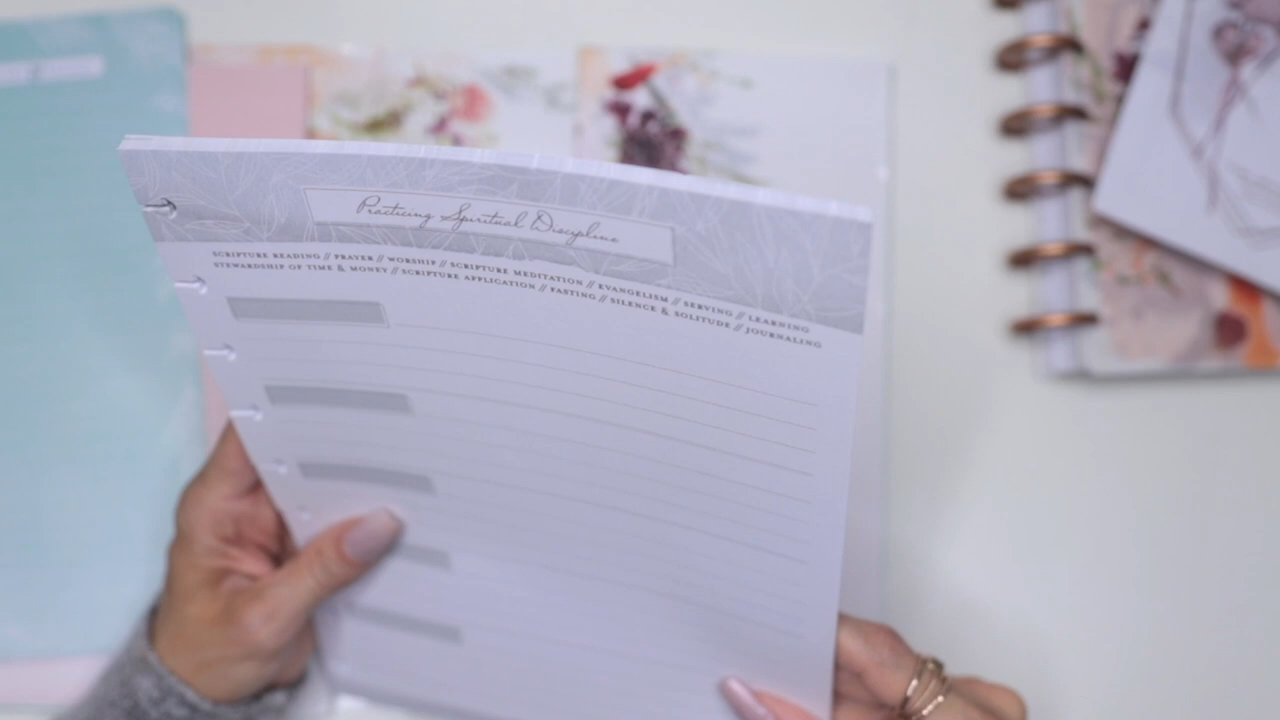 Practicing Spiritual Discipline
SCRIPTURE READING // PRAYER // WORSHIP // SCRIPTURE MEDITATION // EVANGELISM // SERVING // LEARNING
STEWARDSHIP OF TIME & MONEY // SCRIPTURE APPLICATION // FASTING // SILENCE & SOLITUDE // JOURNALING